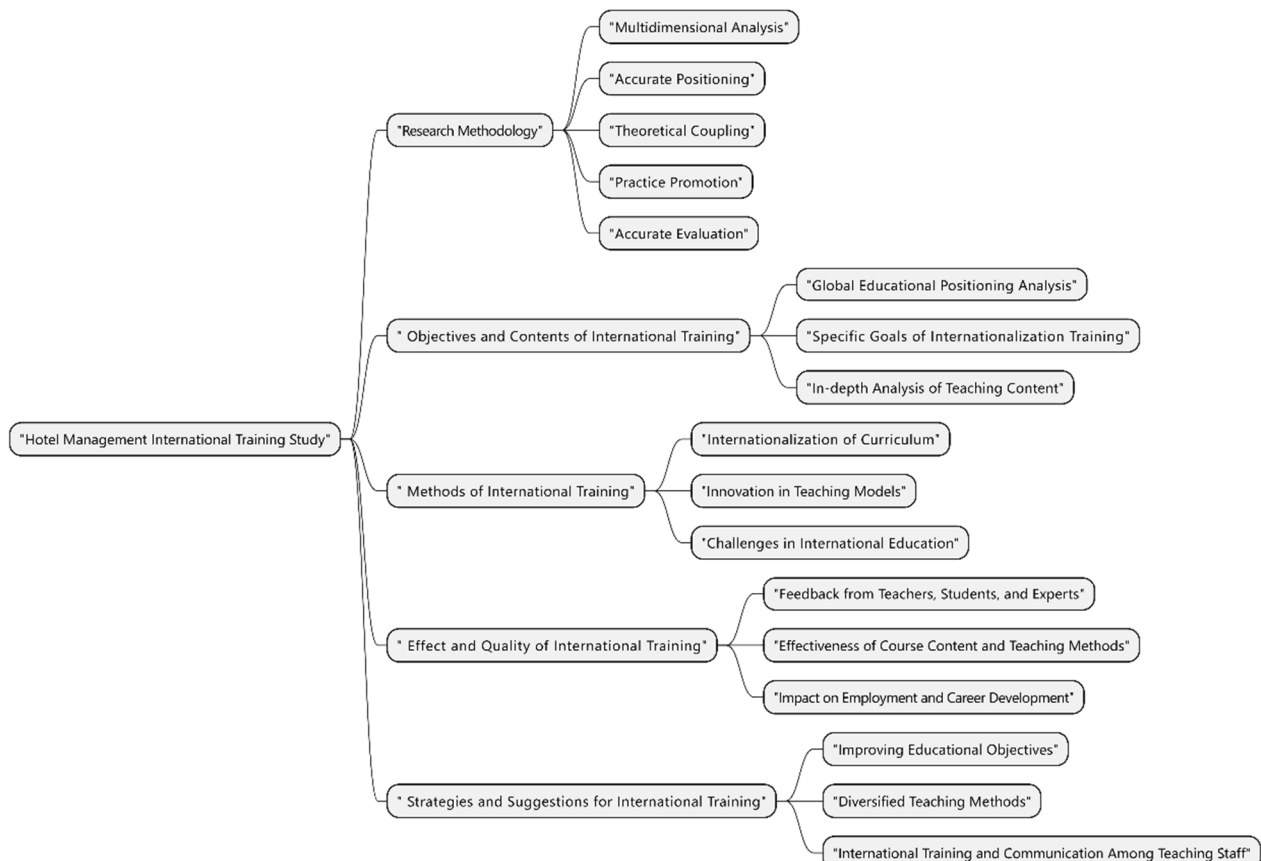 "Hotel Management International Training Study"
"Research Methodology"
"Multidimensional Analysis"
"Accurate Positioning"
"Theoretical Coupling"
"Practice Promotion"
"Accurate Evaluation"
" Objectives and Contents of International Training"
"Global Educational Positioning Analysis"
"Specific Goals of Internationalization Training"
"In-depth Analysis of Teaching Content"
" Methods of International Training"
"Internationalization of Curriculum"
"Innovation in Teaching Models"
"Challenges in International Education"
" Effect and Quality of International Training"
"Feedback from Teachers, Students, and Experts"
"Effectiveness of Course Content and Teaching Methods"
"Impact on Employment and Career Development"
" Strategies and Suggestions for International Training"
"Improving Educational Objectives"
"Diversified Teaching Methods"
"International Training and Communication Among Teaching Staff"